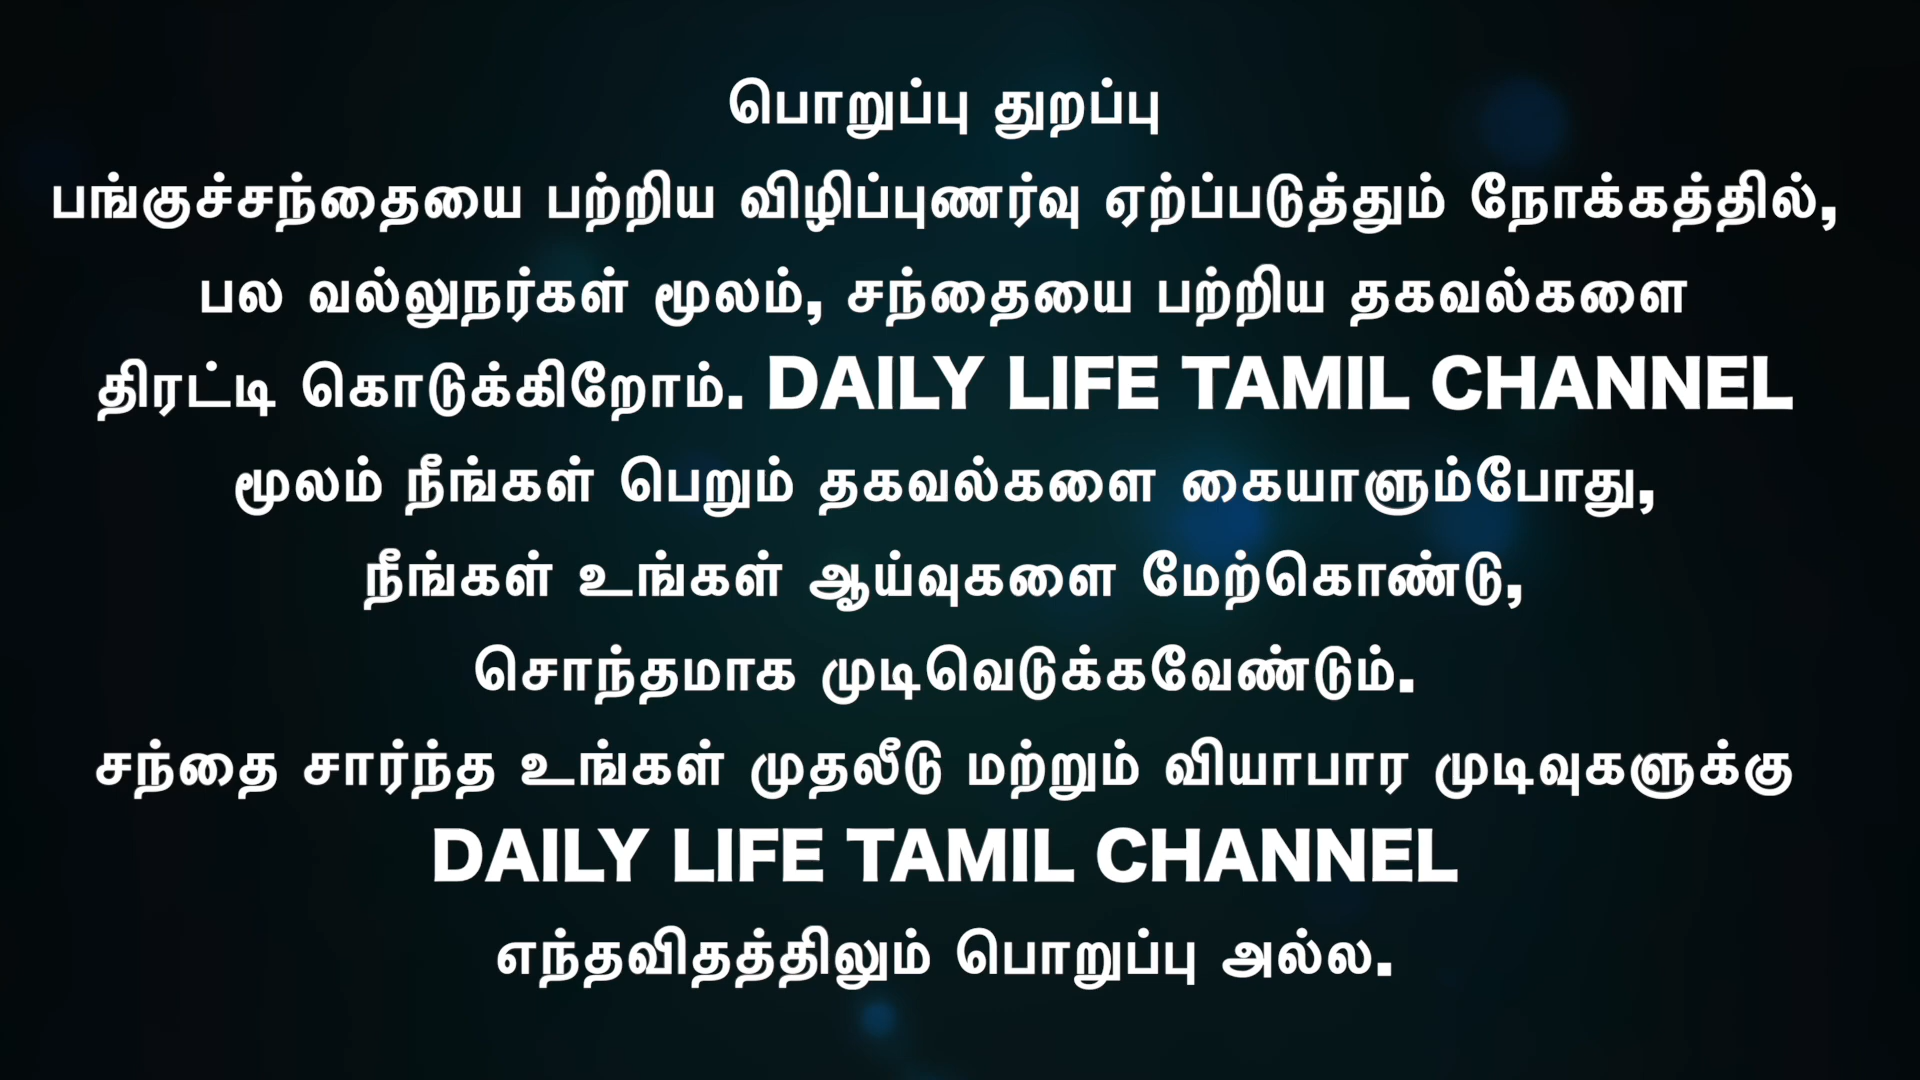 பொறுப்பு துறப்பு
பங்குச்சந்தையை பற்றிய விழிப்புணர்வு ஏற்ப்படுத்தும் நோக்கத்தில்,
பல வல்லுநர்கள் மூலம், சந்தையை பற்றிய தகவல்களை
திரட்டி கொடுக்கிறோம். DAILY LIFE TAMIL CHANNEL
மூலம் நீங்கள் பெறும் தகவல்களை கையாளும்போது,
நீங்கள் உங்கள் ஆய்வுகளை மேற்கொண்டு,
சொந்தமாக முடிவெடுக்கவேண்டும்.
சந்தை சார்ந்த உங்கள் முதலீடு மற்றும் வியாபார முடிவுகளுக்கு
DAILY LIFE TAMIL CHANNEL
எந்தவிதத்திலும் பொறுப்பு அல்ல.